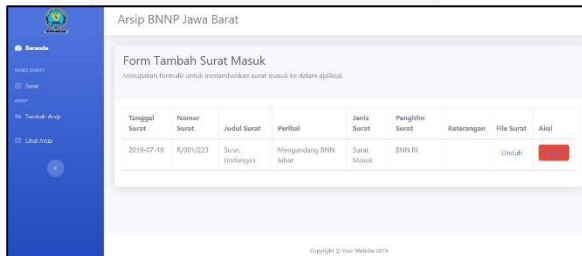 Arsip BNNP Jawa Barat
Beranda
Surat
Tambah Arsip
Lihat Arsip
Form Tambah Surat Masuk
Merupakan formulir untuk menambahkan surat masuk ke dalam aplikasi.
Tanggal Surat Nomor Surat Judul Surat Perihal Jenis Surat Pengirim Surat Keterangan File Surat Aksi
2019-07-18 R/001/223 Surat Undangan Mengundang BNN Jabar Surat Masuk BNN RI Unduh
Copyright © Your Website 2019